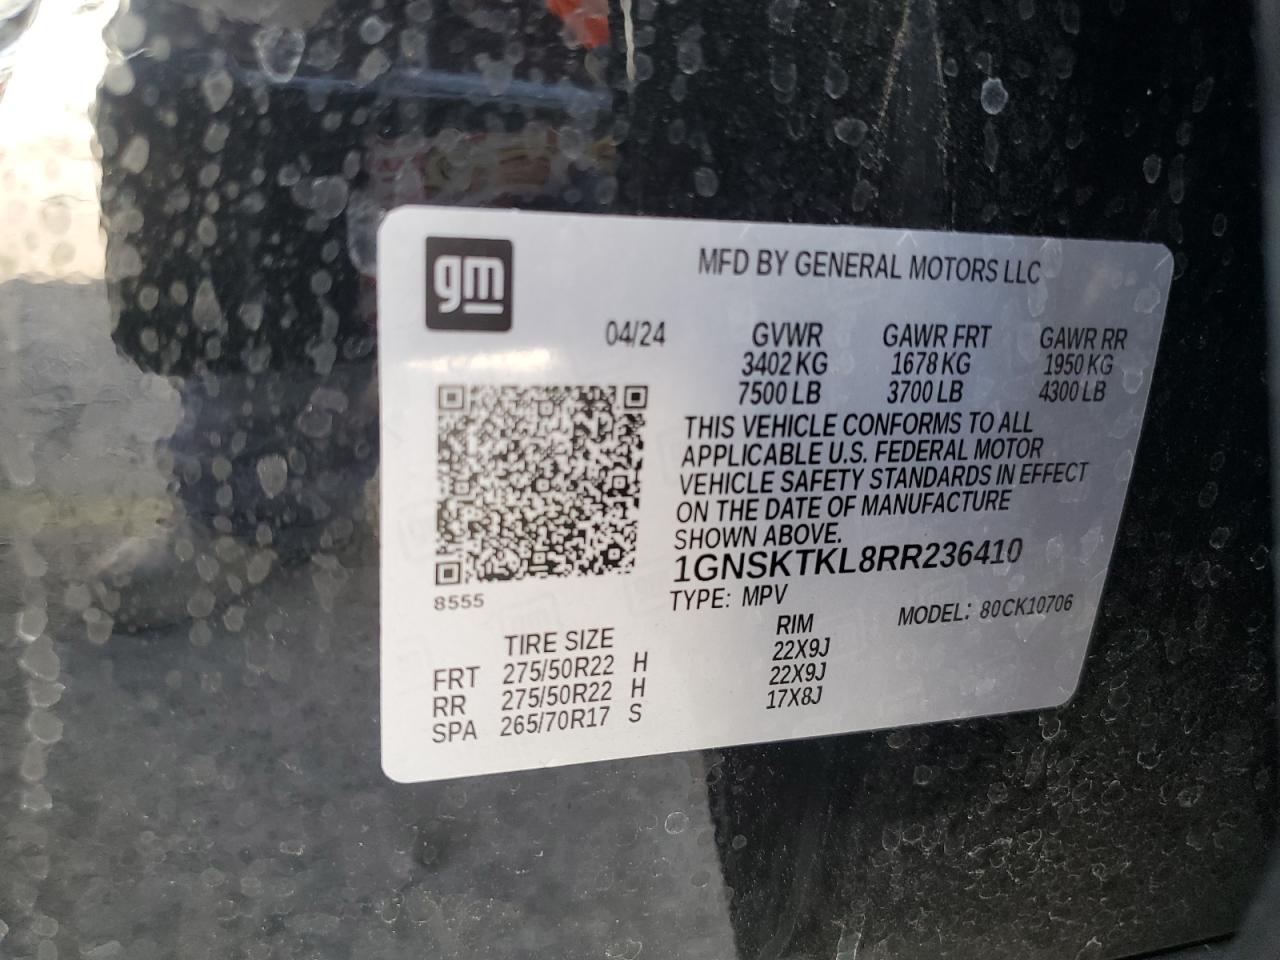 gm
MFD BY GENERAL MOTORS LLC
04/24 GVWR GAWR FRT GAWR RR
3402 KG 1678 KG 1950 KG
7500 LB 3700 LB 4300 LB
THIS VEHICLE CONFORMS TO ALL
APPLICABLE U.S. FEDERAL MOTOR
VEHICLE SAFETY STANDARDS IN EFFECT
ON THE DATE OF MANUFACTURE
SHOWN ABOVE.
1GNSKTKL8RR236410
8555
TYPE: MPV MODEL: 80CK10706
TIRE SIZE RIM
FRT 275/50R22 H 22X9J
RR 275/50R22 H 22X9J
SPA 265/70R17 S 17X8J